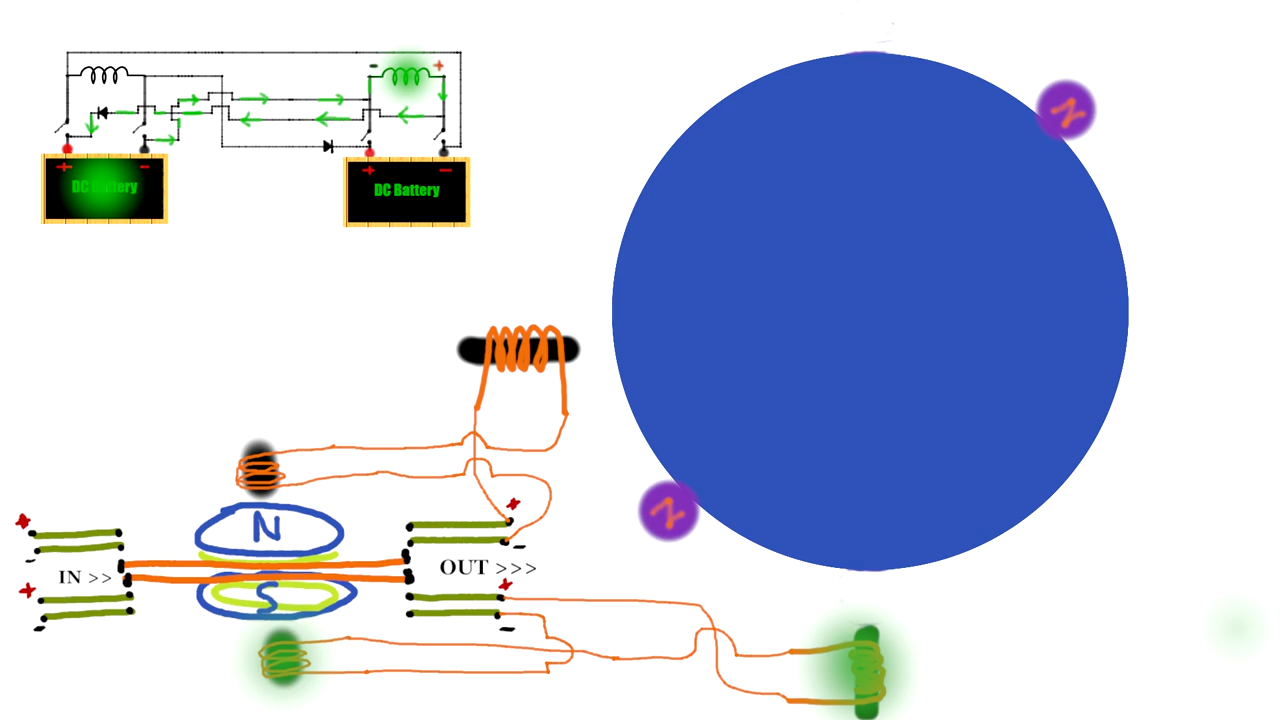 - +
+ -
DC Battery
+ -
DC Battery
N
N
+
N
+
-
-
IN >>
OUT >>>
+
+
S
-
-